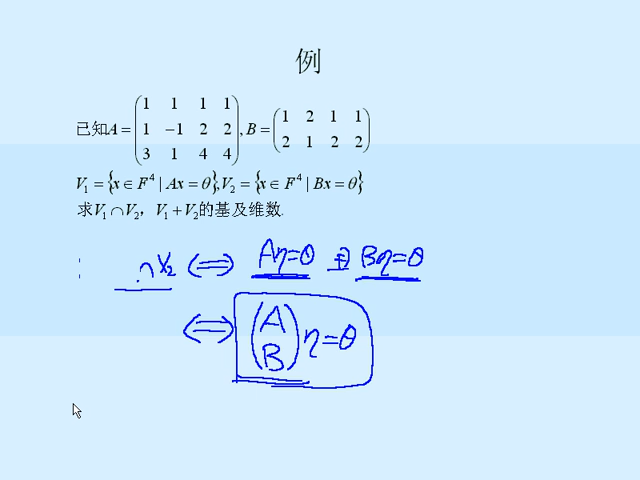 例
已知A = (1 1 1 1; 1 −1 2 2; 3 1 4 4), B = (1 2 1 1; 2 1 2 2)
V₁ = {x ∈ F⁴ | Ax = θ}, V₂ = {x ∈ F⁴ | Bx = θ}
求V₁ ∩ V₂，V₁ + V₂的基及维数.
∩ V₂ ⟺ Aη=θ 且 Bη=θ
⟺ (A; B) η=θ